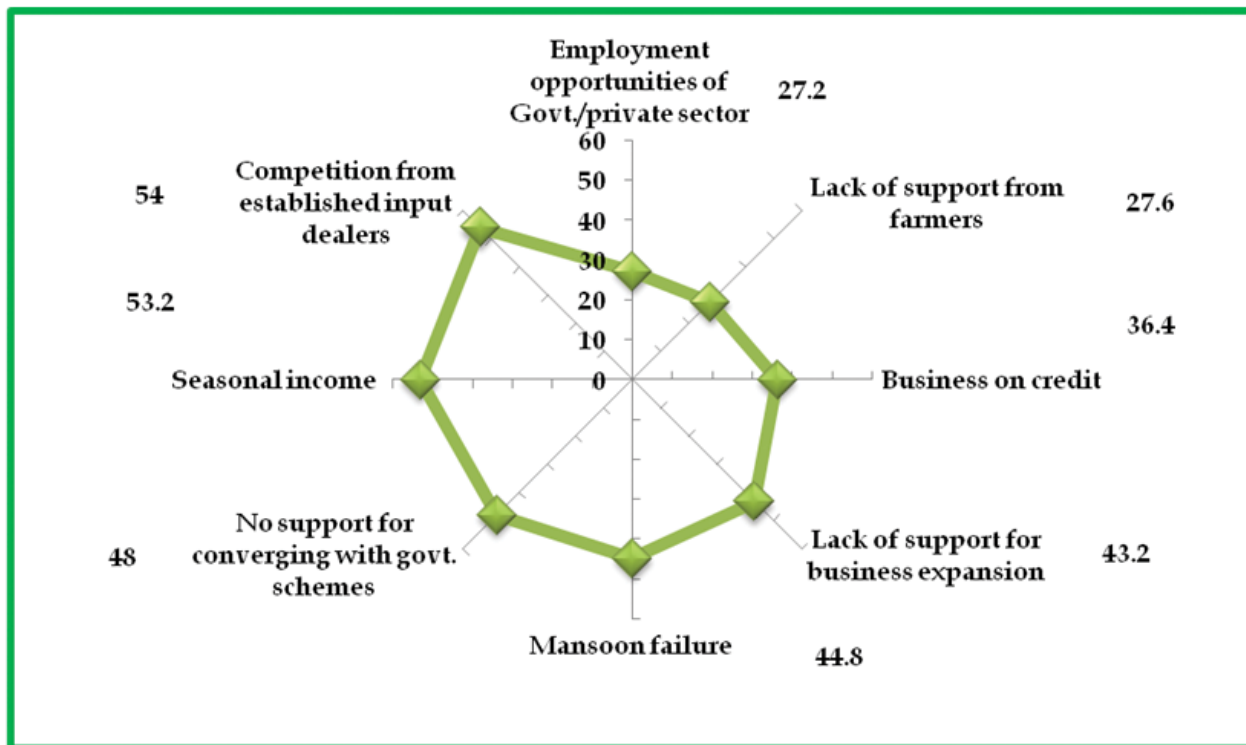 Employment
opportunities of
Govt./private sector
27.2
60
50
40
30
20
10
0
Lack of support from
farmers
27.6
Business on credit
36.4
Lack of support for
business expansion
43.2
Mansoon failure
44.8
No support for
converging with govt.
schemes
48
Seasonal income
53.2
Competition from
established input
dealers
54